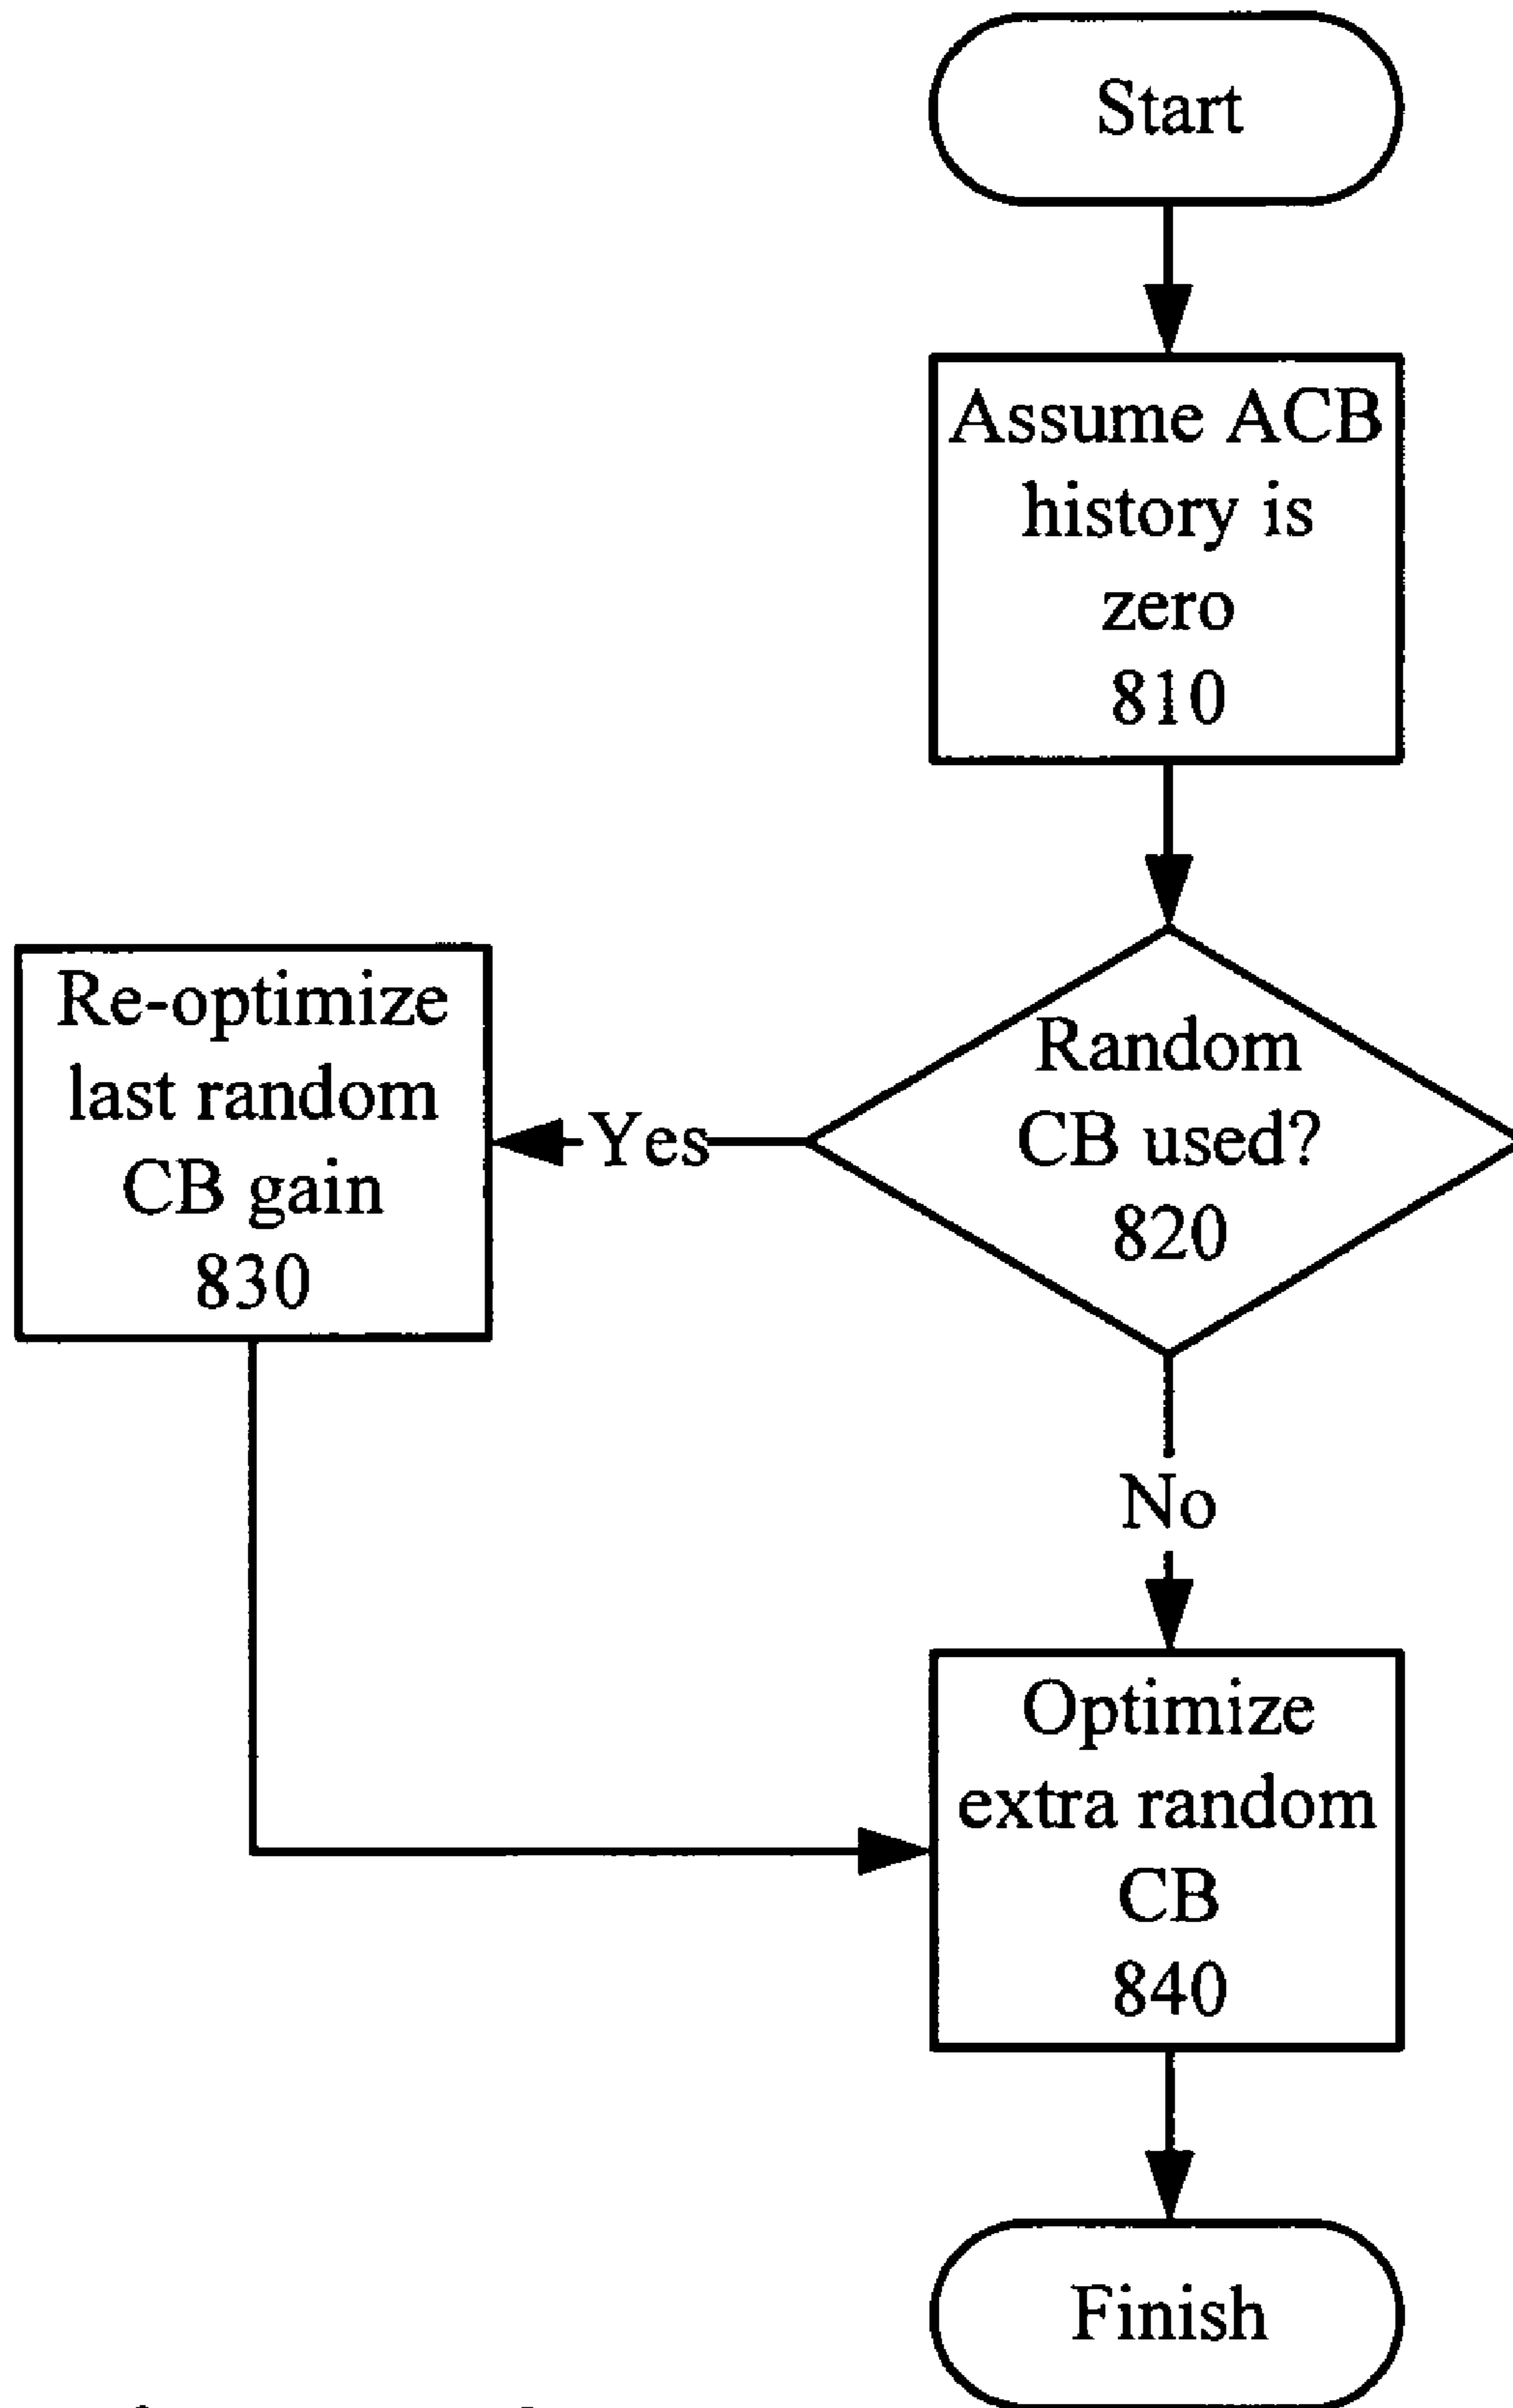 Start
Assume ACB
history is
zero
810
Random
CB used?
820
Yes
Re-optimize
last random
CB gain
830
No
Optimize
extra random
CB
840
Finish